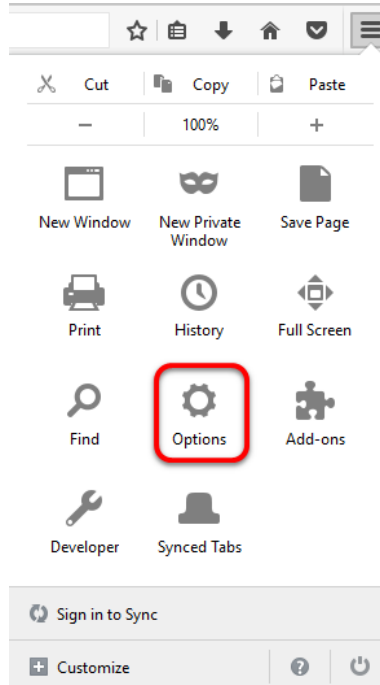 Cut Copy Paste
− 100% +
New Window New Private Window Save Page
Print History Full Screen
Find Options Add-ons
Developer Synced Tabs
Sign in to Sync
Customize